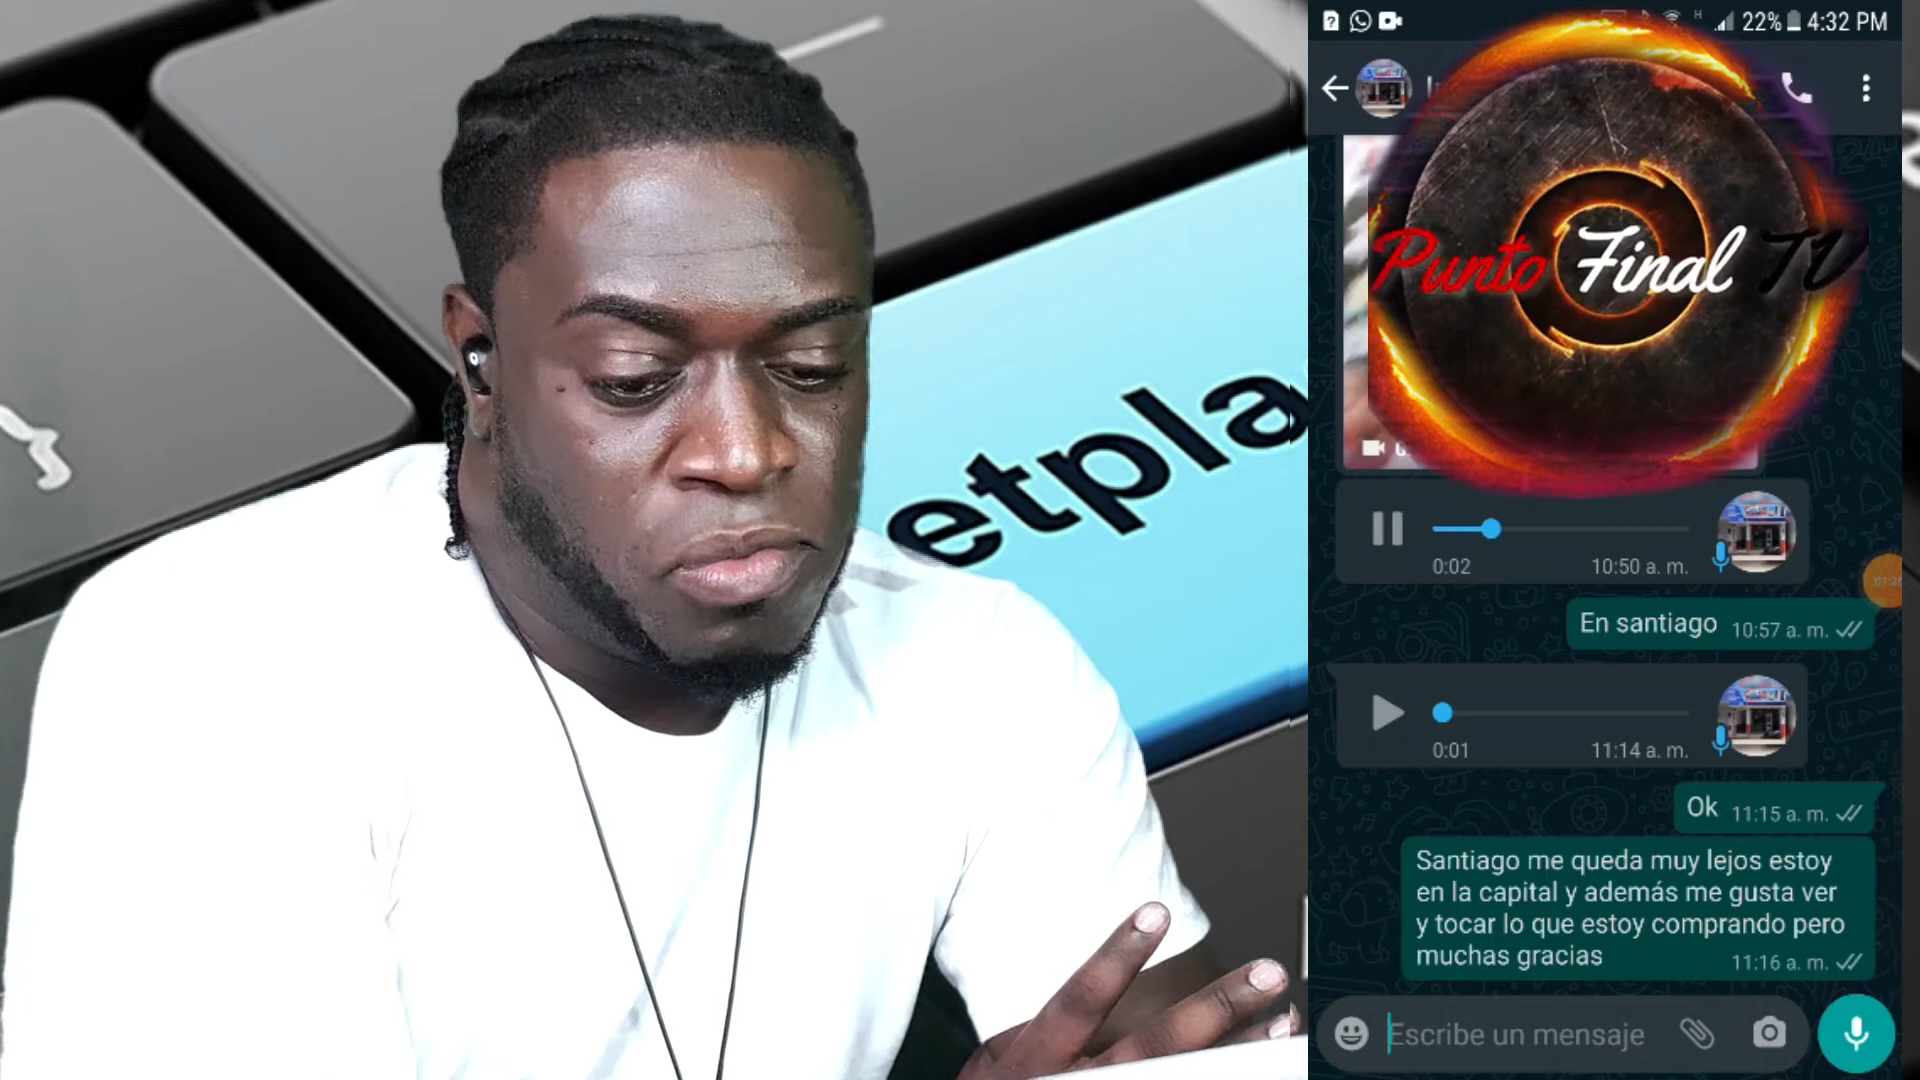 etpla
22% 4:32 PM
Punto Final TV
0:02 10:50 a. m.
En santiago 10:57 a. m.
0:01 11:14 a. m.
Ok 11:15 a. m.
Santiago me queda muy lejos estoy
en la capital y además me gusta ver
y tocar lo que estoy comprando pero
muchas gracias 11:16 a. m.
Escribe un mensaje